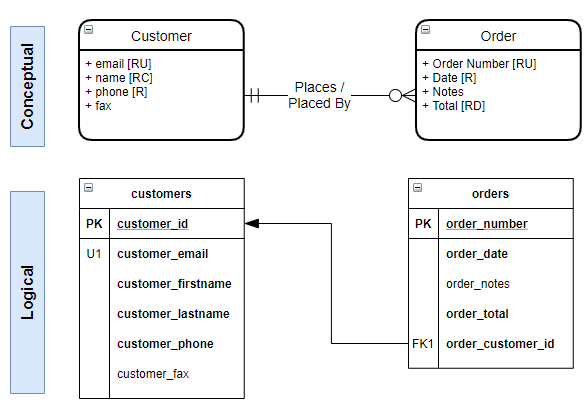 Conceptual
Customer
+ email [RU]
+ name [RC]
+ phone [R]
+ fax
Places /
Placed By
Order
+ Order Number [RU]
+ Date [R]
+ Notes
+ Total [RD]
Logical
customers
PK customer_id
U1 customer_email
customer_firstname
customer_lastname
customer_phone
customer_fax
orders
PK order_number
order_date
order_notes
order_total
FK1 order_customer_id